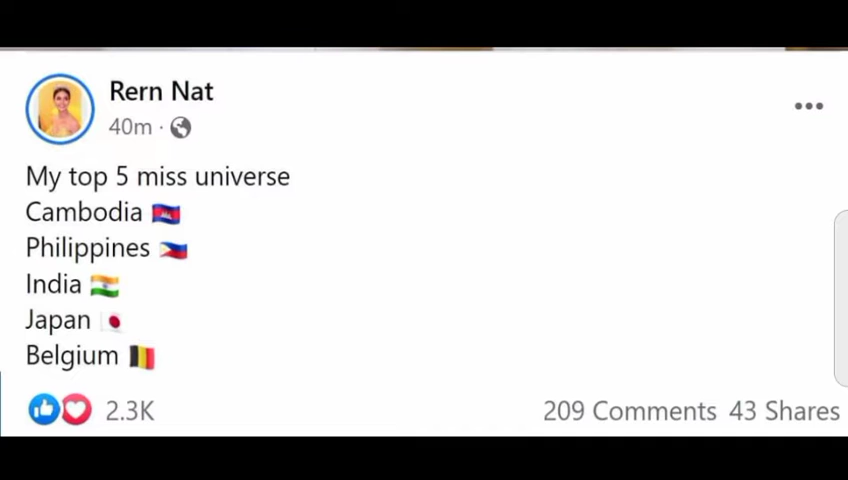 Rern Nat
40m ·
My top 5 miss universe
Cambodia 🇰🇭
Philippines 🇵🇭
India 🇮🇳
Japan 🇯🇵
Belgium 🇧🇪
2.3K 209 Comments 43 Shares